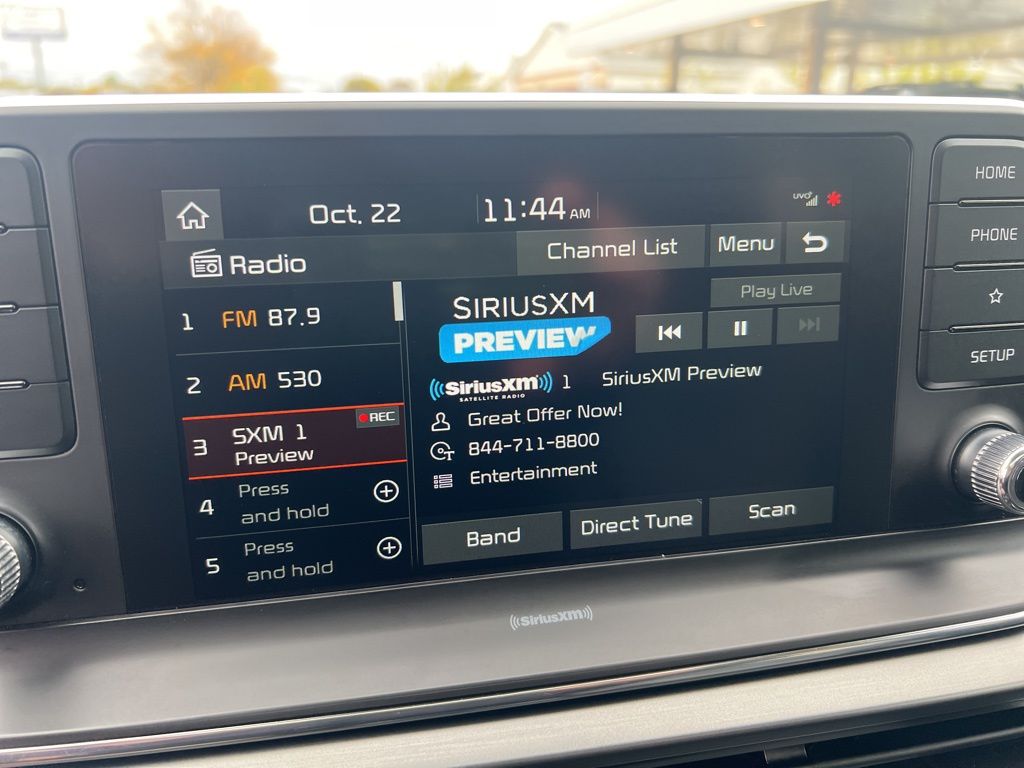 Oct. 22
11:44 AM
UVO
Radio
Channel List
Menu
1 FM 87.9
2 AM 530
3 SXM 1
Preview
REC
4 Press
and hold
5 Press
and hold
SIRIUSXM
PREVIEW
Play Live
SiriusXM
SATELLITE RADIO
1 SiriusXM Preview
Great Offer Now!
844-711-8800
Entertainment
Band
Direct Tune
Scan
HOME
PHONE
SETUP
SiriusXM